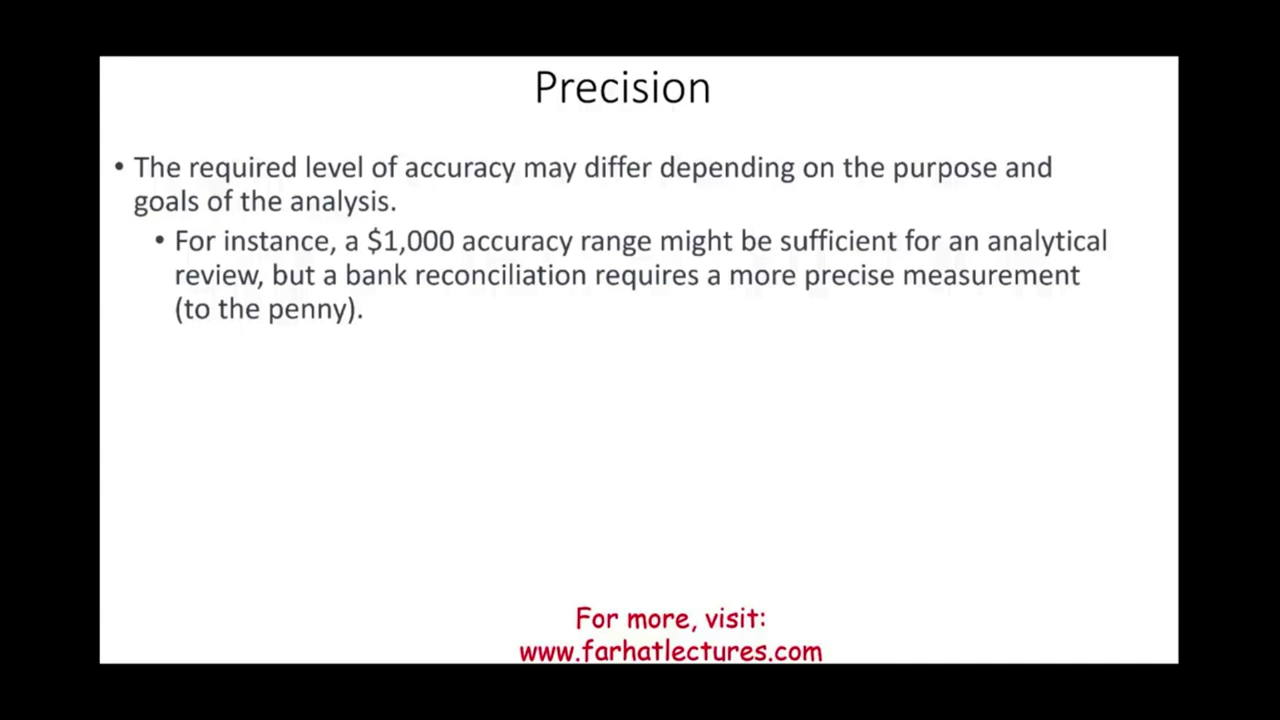 Precision
• The required level of accuracy may differ depending on the purpose and
goals of the analysis.
• For instance, a $1,000 accuracy range might be sufficient for an analytical
review, but a bank reconciliation requires a more precise measurement
(to the penny).
For more, visit:
www.farhatlectures.com